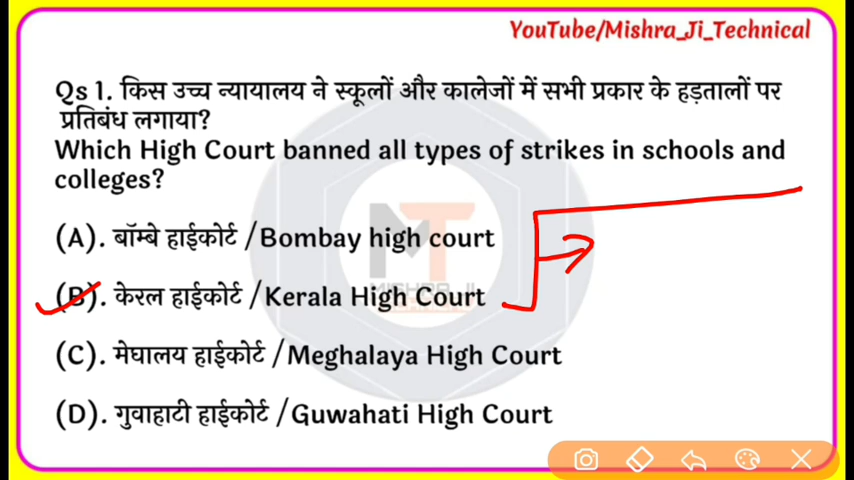 YouTube/Mishra_Ji_Technical
Qs 1. किस उच्च न्यायालय ने स्कूलों और कालेजों में सभी प्रकार के हड़तालों पर
प्रतिबंध लगाया?
Which High Court banned all types of strikes in schools and
colleges?
(A). बॉम्बे हाईकोर्ट /Bombay high court
(B). केरल हाईकोर्ट /Kerala High Court
(C). मेघालय हाईकोर्ट /Meghalaya High Court
(D). गुवाहाटी हाईकोर्ट /Guwahati High Court